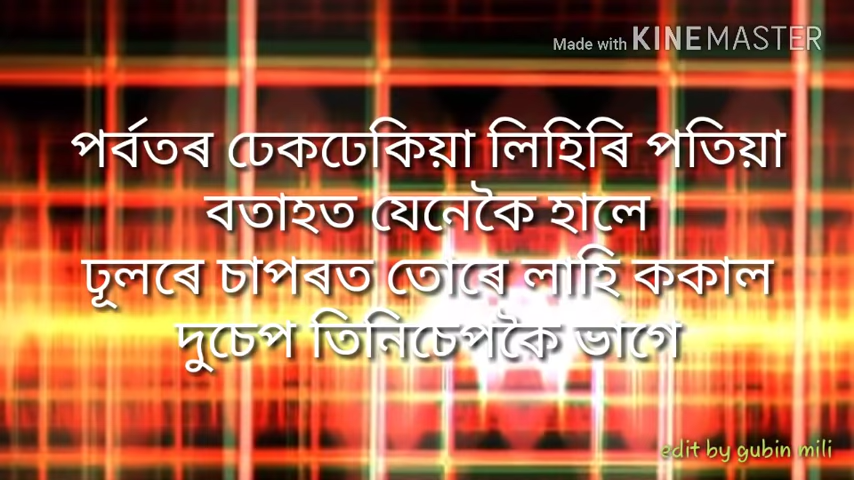 Made with KINEMASTER
পৰ্বতৰ ঢেকঢেকিয়া লিহিৰি পতিয়া
বতাহত যেনেকৈ হালে
ঢূলৰে চাপৰত তোৰে লাহি ককাল
দুচেপ তিনিচেপকৈ ভাগে
edit by gubin mili